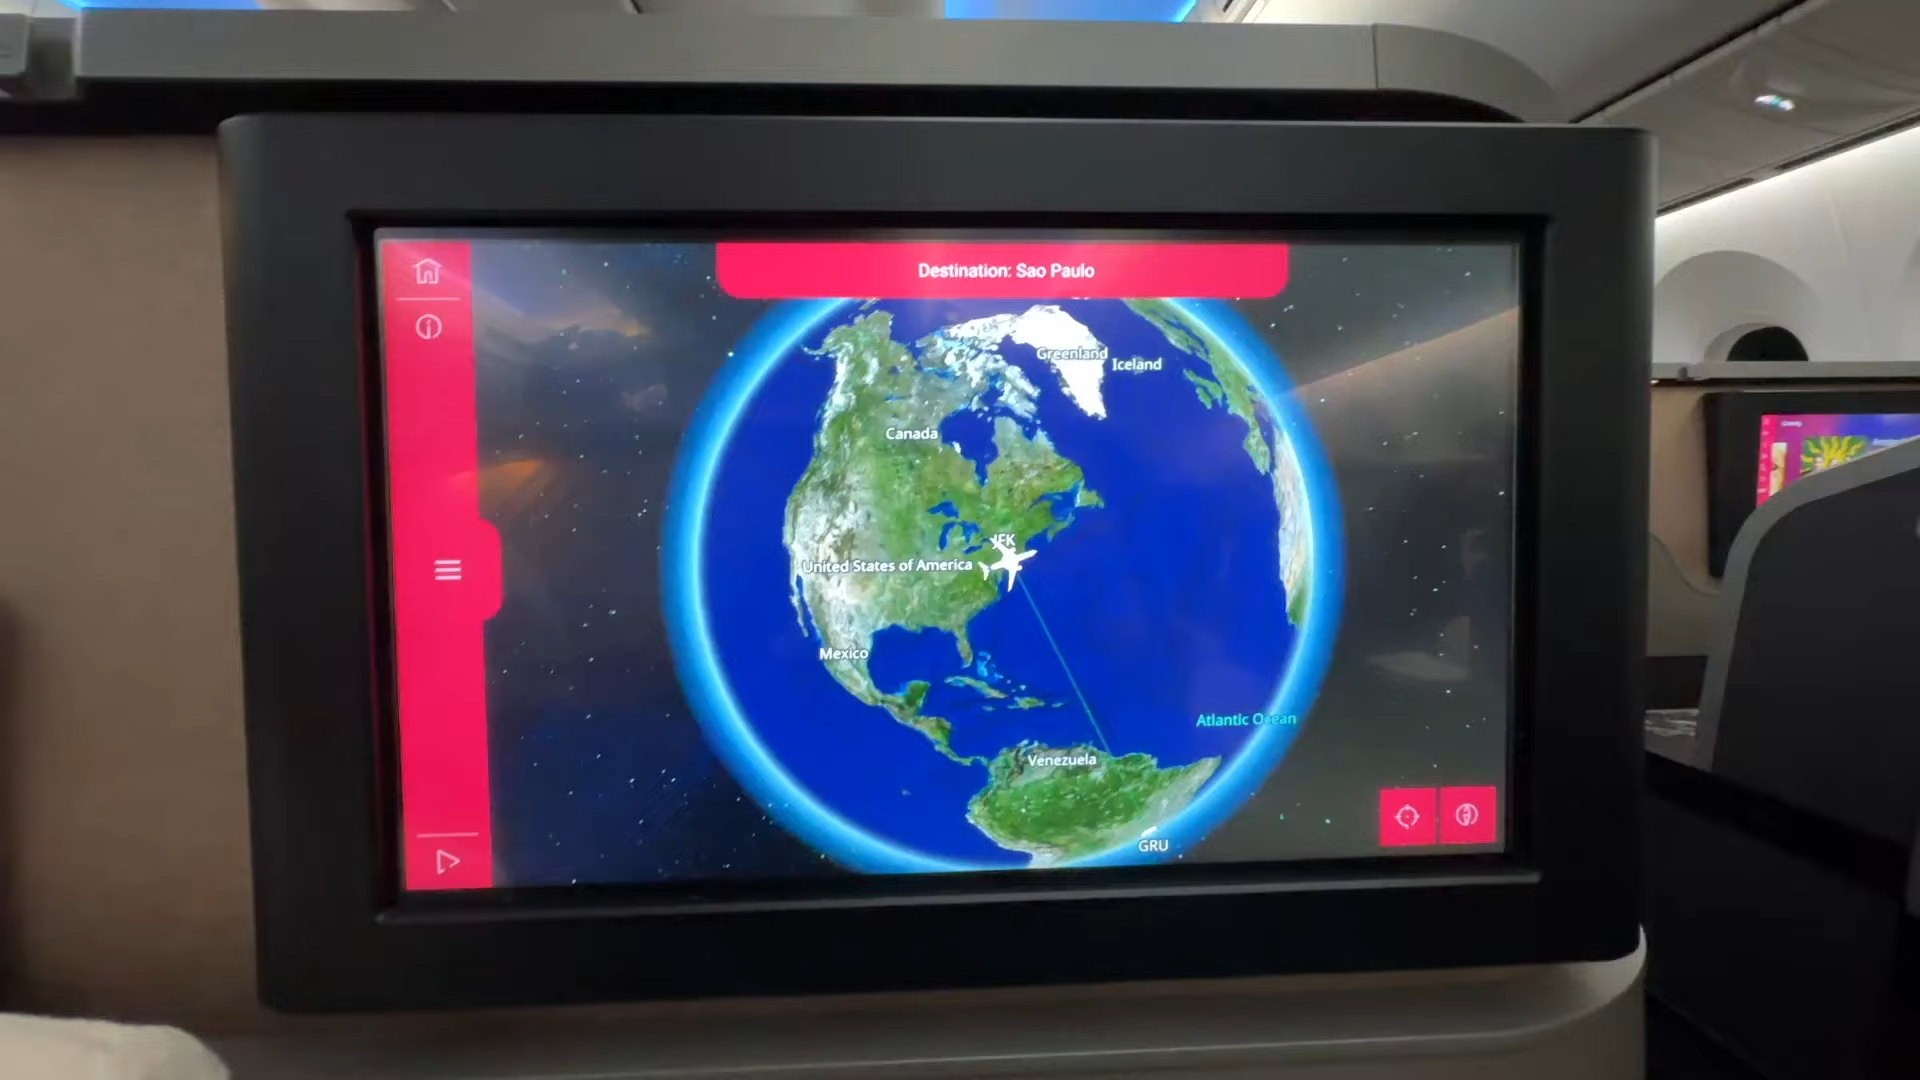 Destination: Sao Paulo
Greenland
Iceland
Canada
JFK
United States of America
Mexico
Atlantic Ocean
Venezuela
GRU